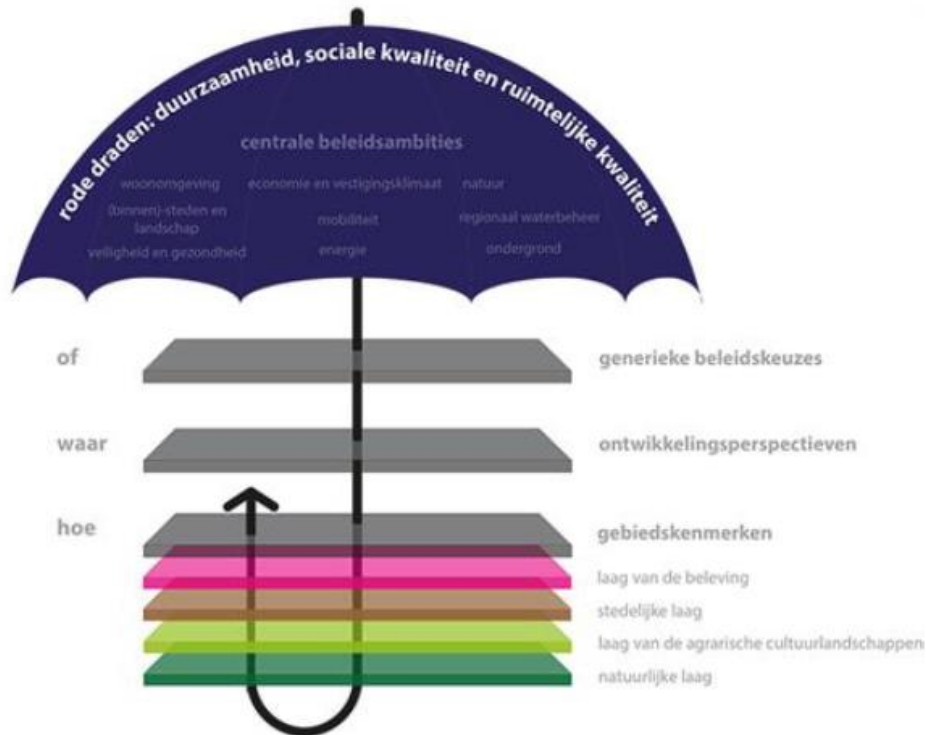 rode draden: duurzaamheid, sociale kwaliteit en ruimtelijke kwaliteit
centrale beleidsambities
woonomgeving economie en vestigingsklimaat natuur
(binnen)-steden en landschap mobiliteit regionaal waterbeheer
veiligheid en gezondheid energie ondergrond
of generieke beleidskeuzes
waar ontwikkelingsperspectieven
hoe gebiedskenmerken
laag van de beleving
stedelijke laag
laag van de agrarische cultuurlandschappen
natuurlijke laag